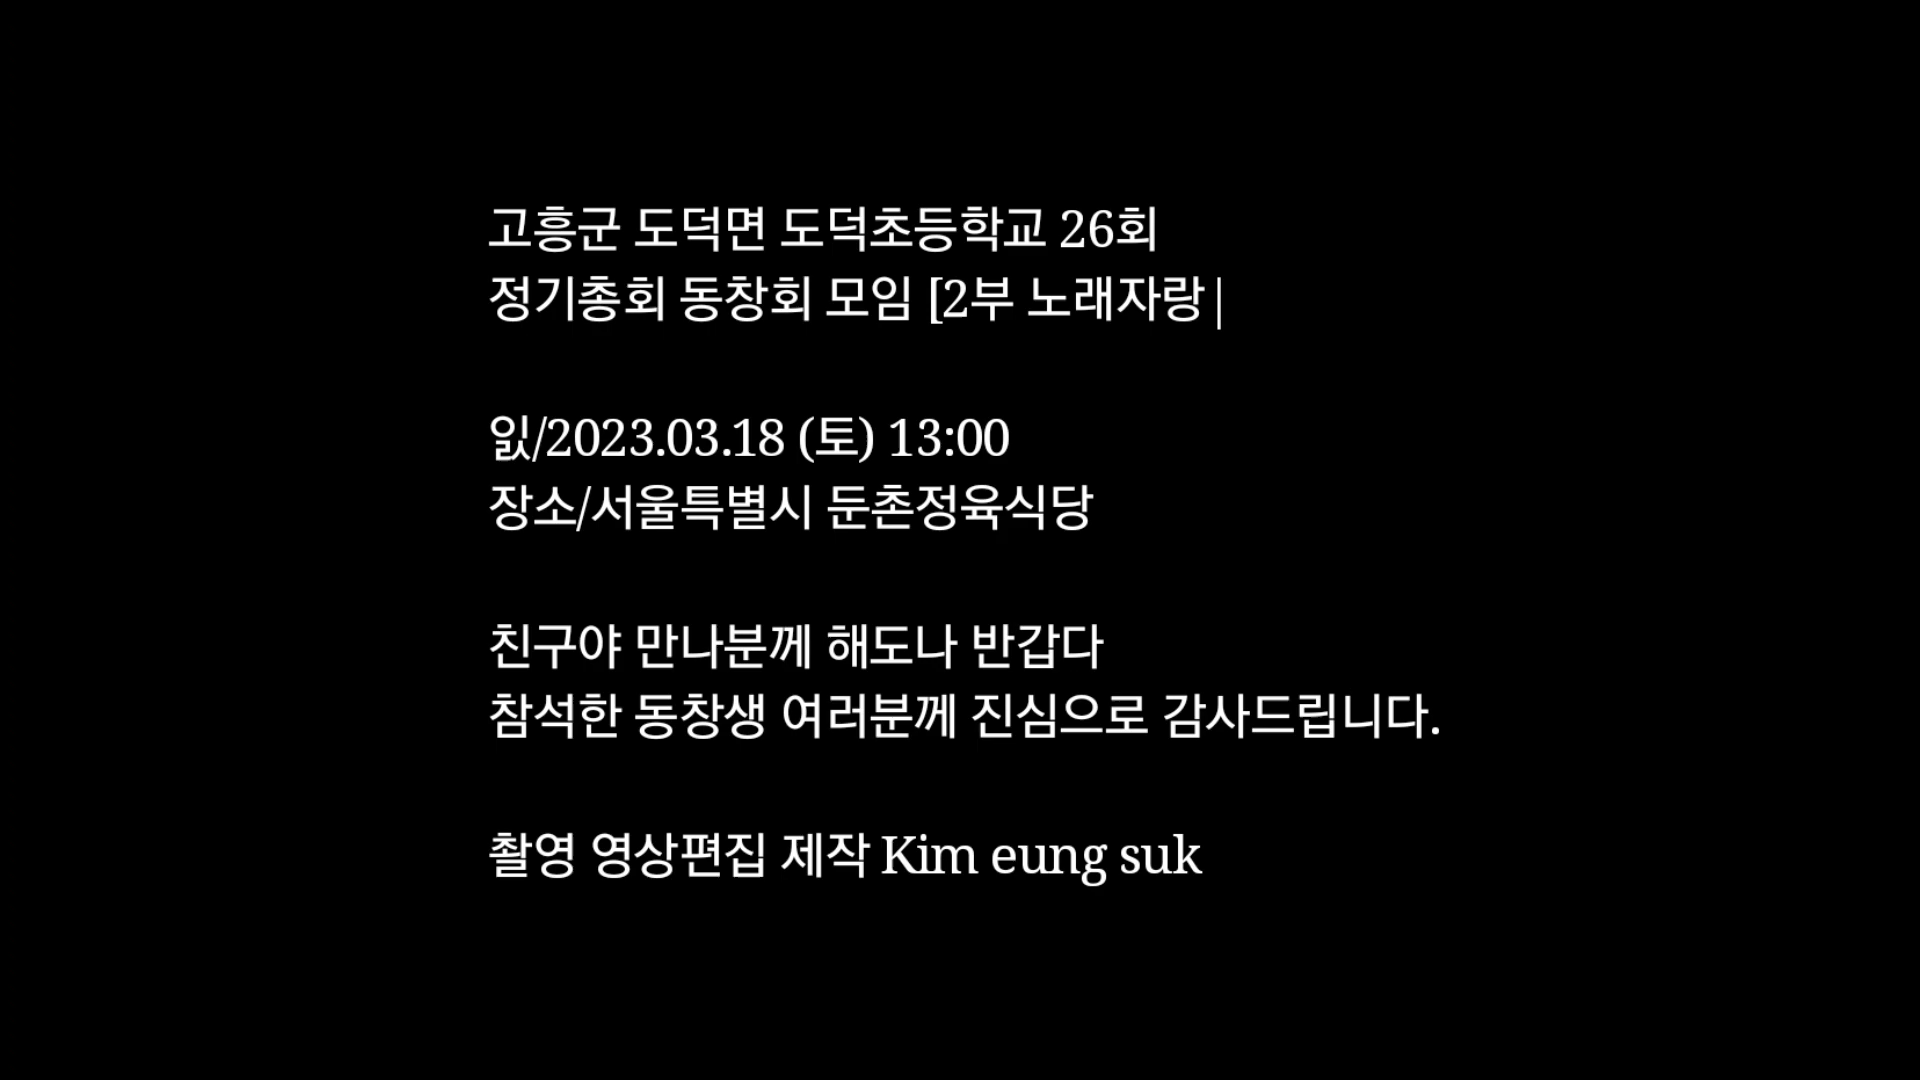 고흥군 도덕면 도덕초등학교 26회
정기총회 동창회 모임 [2부 노래자랑|
잆/2023.03.18 (토) 13:00
장소/서울특별시 둔촌정육식당
친구야 만나분께 해도나 반갑다
참석한 동창생 여러분께 진심으로 감사드립니다.
촬영 영상편집 제작 Kim eung suk